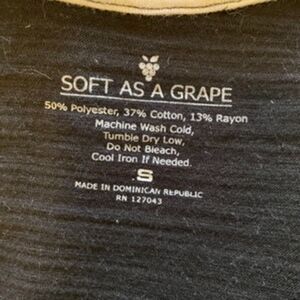 SOFT AS A GRAPE
50% Polyester, 37% Cotton, 13% Rayon
Machine Wash Cold,
Tumble Dry Low,
Do Not Bleach,
Cool Iron If Needed.
S
MADE IN DOMINICAN REPUBLIC
RN 127043